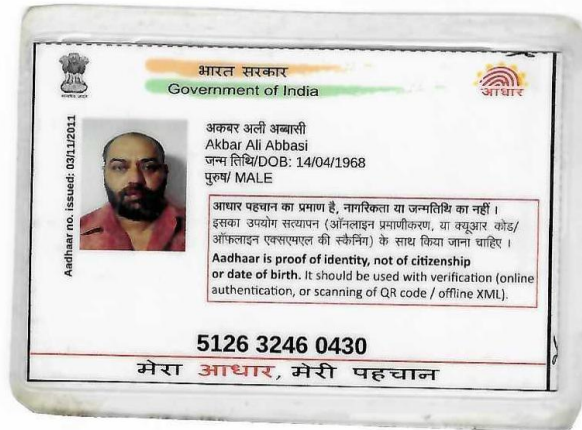 भारत सरकार
Government of India
आधार
Aadhaar no. issued: 03/11/2011
अकबर अली अब्बासी
Akbar Ali Abbasi
जन्म तिथि/DOB: 14/04/1968
पुरुष/ MALE
आधार पहचान का प्रमाण है, नागरिकता या जन्मतिथि का नहीं ।
इसका उपयोग सत्यापन (ऑनलाइन प्रमाणीकरण, या क्यूआर कोड/
ऑफलाइन एक्सएमएल की स्कैनिंग) के साथ किया जाना चाहिए ।
Aadhaar is proof of identity, not of citizenship
or date of birth. It should be used with verification (online
authentication, or scanning of QR code / offline XML).
5126 3246 0430
मेरा आधार, मेरी पहचान